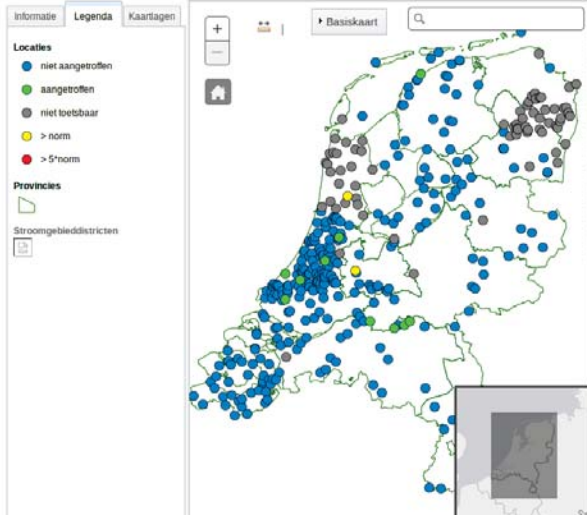 Informatie
Legenda
Kaartlagen
Locaties
niet aangetroffen
aangetroffen
niet toetsbaar
> norm
> 5*norm
Provincies
Stroomgebieddistricten
+
−
Basiskaart